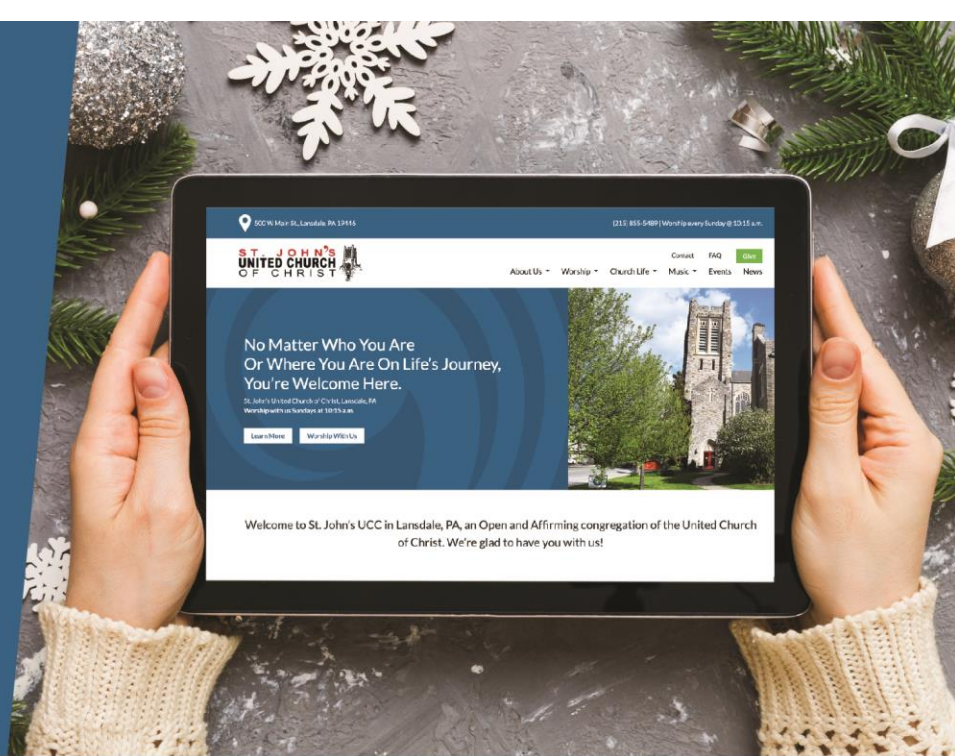 500 W. Main St., Lansdale, PA 19446
(215) 855-5489 | Worship every Sunday @ 10:15 a.m.
ST. JOHN'S
UNITED CHURCH
OF CHRIST
Contact FAQ Give
About Us Worship Church Life Music Events News
No Matter Who You Are
Or Where You Are On Life's Journey,
You're Welcome Here.
St. John's United Church of Christ, Lansdale, PA
Worship with us Sundays at 10:15 a.m.
Learn More Worship With Us
Welcome to St. John's UCC in Lansdale, PA, an Open and Affirming congregation of the United Church
of Christ. We're glad to have you with us!